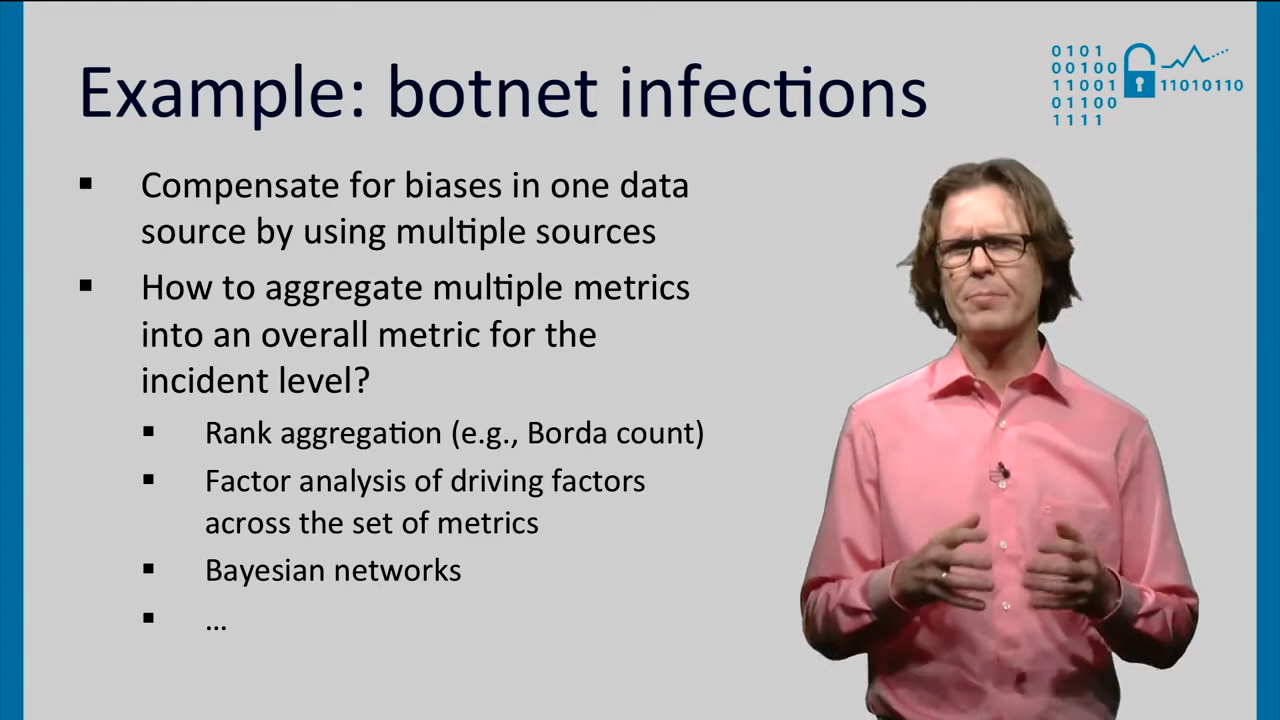 Example: botnet infections
0101
00100
11001
01100
1111
11010110
▪ Compensate for biases in one data
source by using multiple sources
▪ How to aggregate multiple metrics
into an overall metric for the
incident level?
▪ Rank aggregation (e.g., Borda count)
▪ Factor analysis of driving factors
across the set of metrics
▪ Bayesian networks
▪ ...